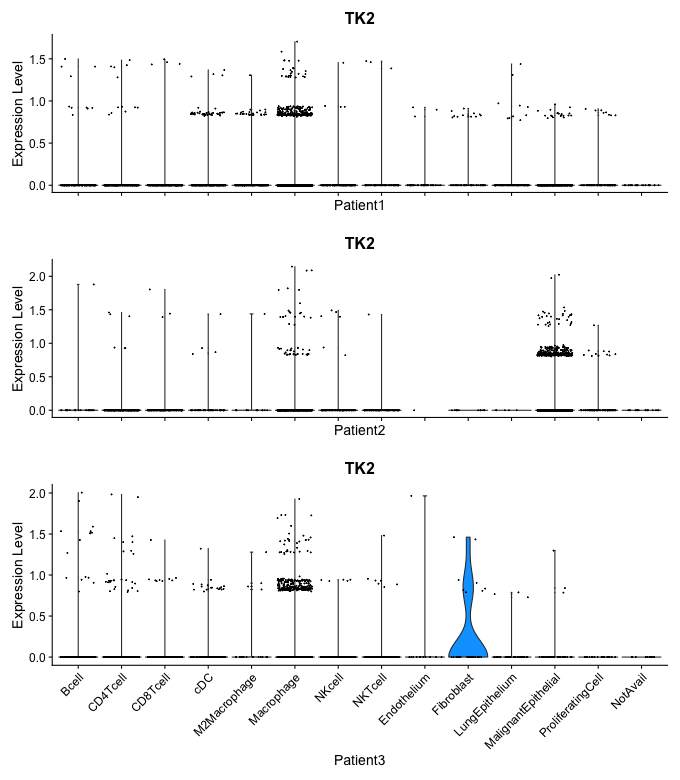 TK2
Expression Level
1.5
1.0
0.5
0.0
Patient1
TK2
Expression Level
2.0
1.5
1.0
0.5
0.0
Patient2
TK2
Expression Level
2.0
1.5
1.0
0.5
0.0
Bcell
CD4Tcell
CD8Tcell
cDC
M2Macrophage
Macrophage
NKcell
NKTcell
Endothelium
Fibroblast
LungEpithelium
MalignantEpithelial
ProliferatingCell
NotAvail
Patient3